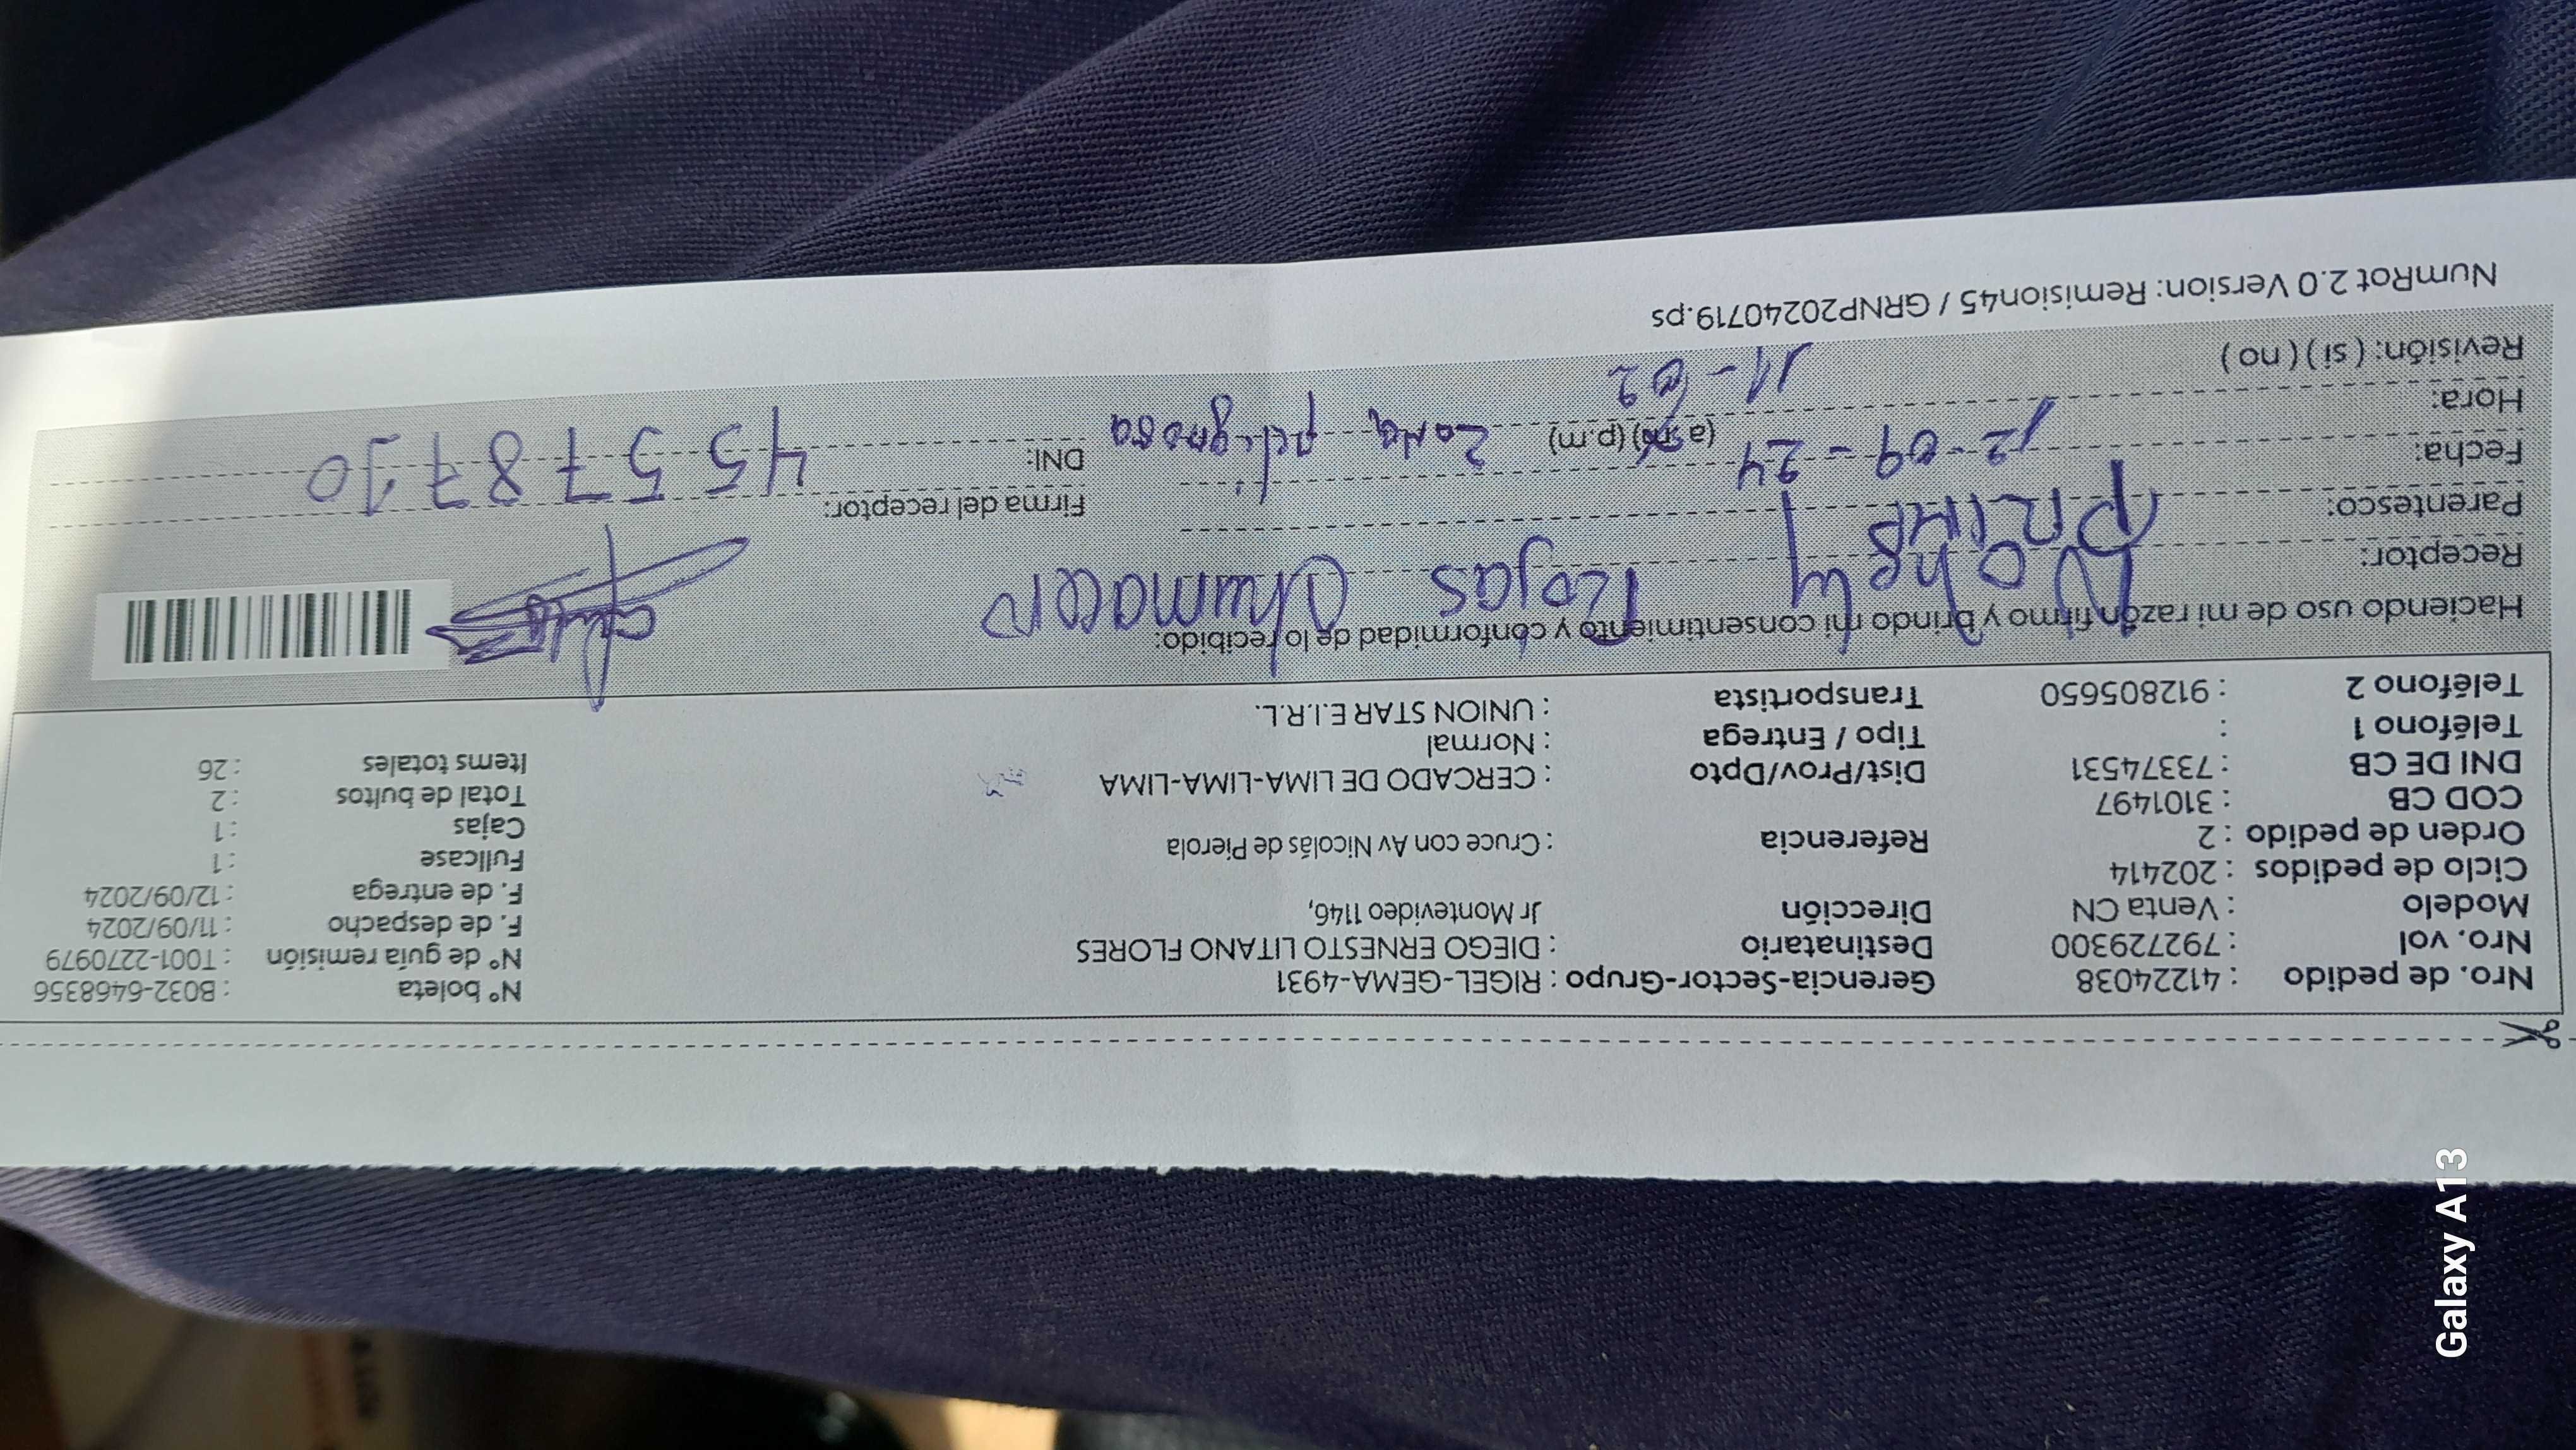 Nro. de pedido : 41224038 Gerencia-Sector-Grupo : RIGEL-GEMA-4931 N° boleta : B032-6468356
Nro. vol : 792729300 Destinatario : DIEGO ERNESTO LITANO FLORES N° de guía remisión : T001-2270979
Modelo : Venta CN Dirección Jr Montevideo 1146, F. de despacho : 11/09/2024
Ciclo de pedidos : 202414 F. de entrega : 12/09/2024
Orden de pedido : 2 Referencia : Cruce con Av Nicolás de Pierola Fullcase : 1
COD CB : 3101497 Cajas : 1
DNI DE CB : 73374531 Dist/Prov/Dpto : CERCADO DE LIMA-LIMA-LIMA Total de bultos : 2
Teléfono 1 : Tipo / Entrega : Normal Items totales : 26
Teléfono 2 : 912805650 Transportista : UNION STAR E.I.R.L.
Haciendo uso de mi razón firmo y brindo mi consentimiento y conformidad de lo recibido:
Receptor: Nohely Rojas Chumacero
Parentesco: PRIMA Firma del receptor:
Fecha: 12-09-24 DNI: 45578710
Hora: 11-02 (a.m) (p.m) zona peligrosa
Revisión: ( si ) ( no )
NumRot 2.0 Version: Remision45 / GRNP20240719.ps
Galaxy A13